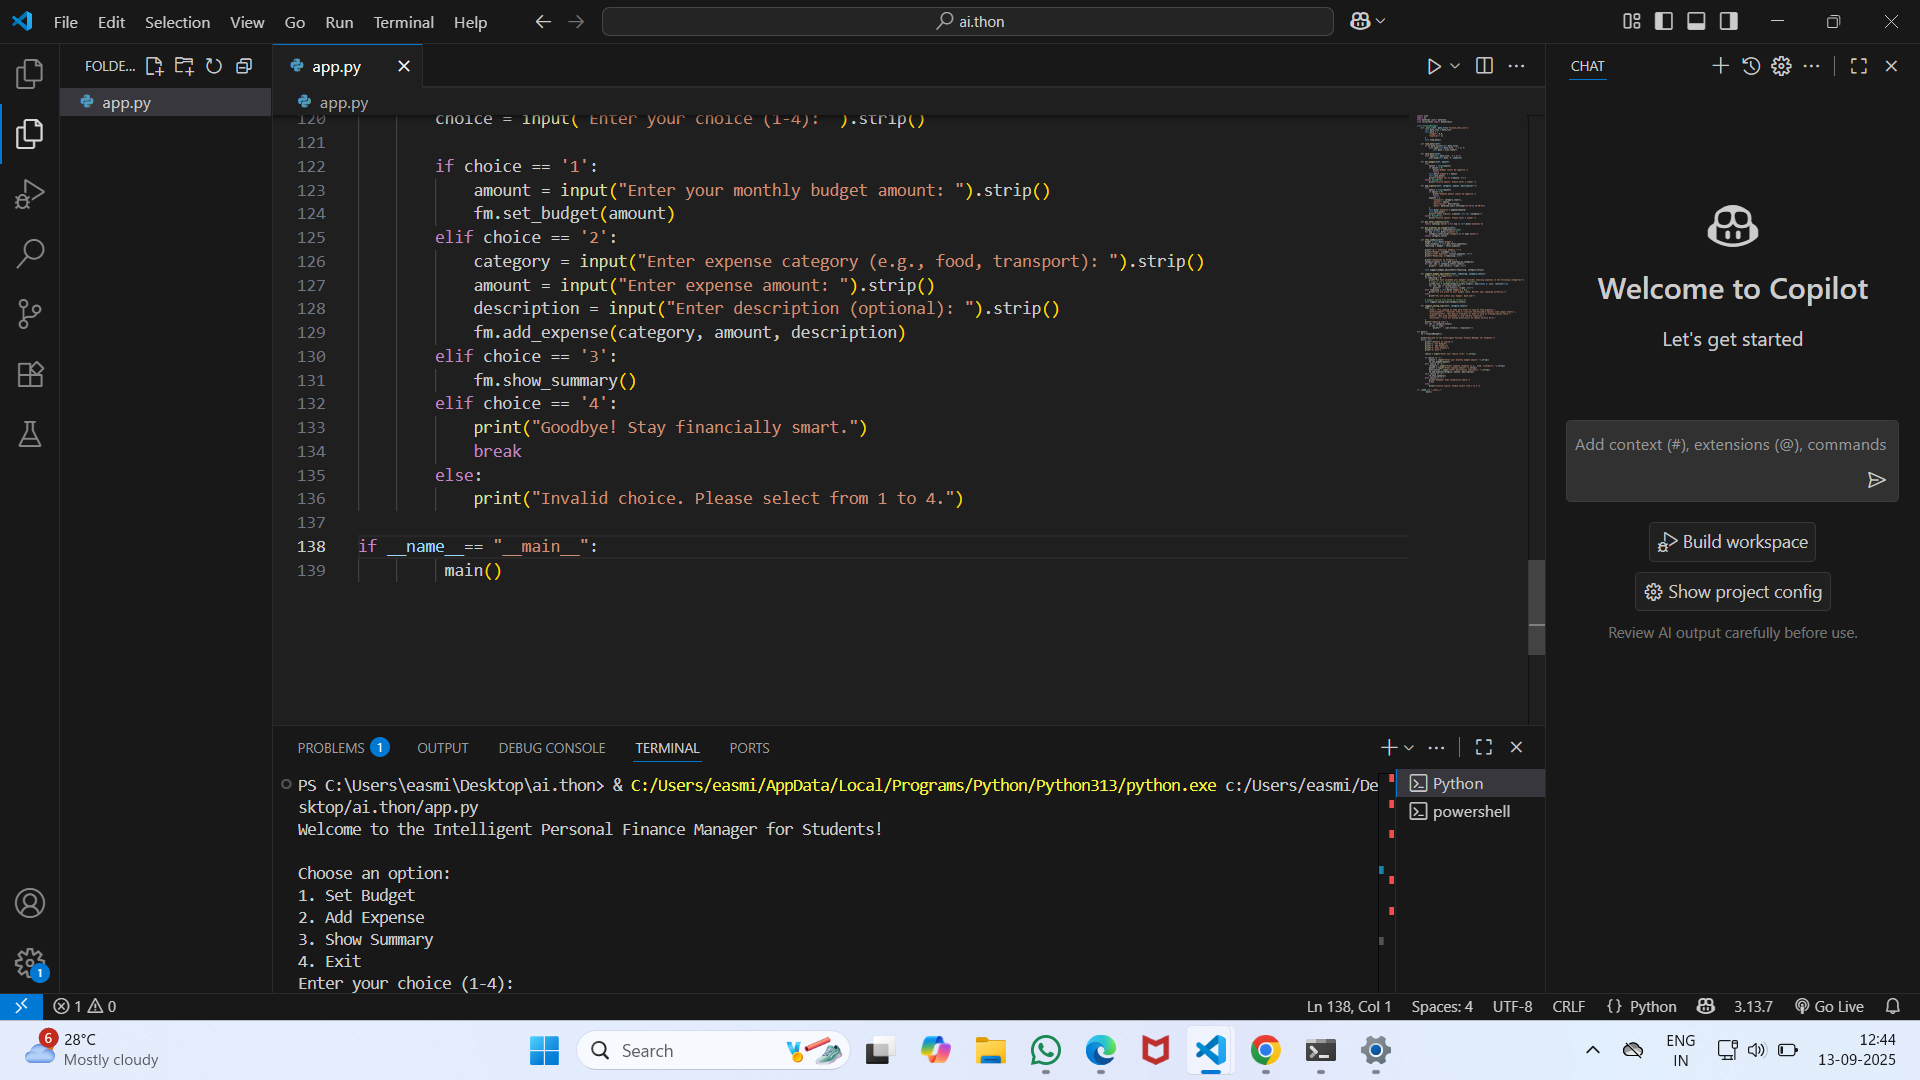 File Edit Selection View Go Run Terminal Help
ai.thon
FOLDE...
app.py
app.py
app.py
CHAT
120 choice = input("Enter your choice (1-4): ").strip()
121
122 if choice == '1':
123 amount = input("Enter your monthly budget amount: ").strip()
124 fm.set_budget(amount)
125 elif choice == '2':
126 category = input("Enter expense category (e.g., food, transport): ").strip()
127 amount = input("Enter expense amount: ").strip()
128 description = input("Enter description (optional): ").strip()
129 fm.add_expense(category, amount, description)
130 elif choice == '3':
131 fm.show_summary()
132 elif choice == '4':
133 print("Goodbye! Stay financially smart.")
134 break
135 else:
136 print("Invalid choice. Please select from 1 to 4.")
137
138 if __name__== "__main__":
139 main()
Welcome to Copilot
Let's get started
Add context (#), extensions (@), commands
Build workspace
Show project config
Review AI output carefully before use.
PROBLEMS 1 OUTPUT DEBUG CONSOLE TERMINAL PORTS
PS C:\Users\easmi\Desktop\ai.thon> & C:/Users/easmi/AppData/Local/Programs/Python/Python313/python.exe c:/Users/easmi/De
sktop/ai.thon/app.py
Welcome to the Intelligent Personal Finance Manager for Students!
Choose an option:
1. Set Budget
2. Add Expense
3. Show Summary
4. Exit
Enter your choice (1-4):
Python
powershell
1
1 0
Ln 138, Col 1 Spaces: 4 UTF-8 CRLF {} Python 3.13.7 Go Live
6
28°C
Mostly cloudy
Search
ENG
IN
12:44
13-09-2025